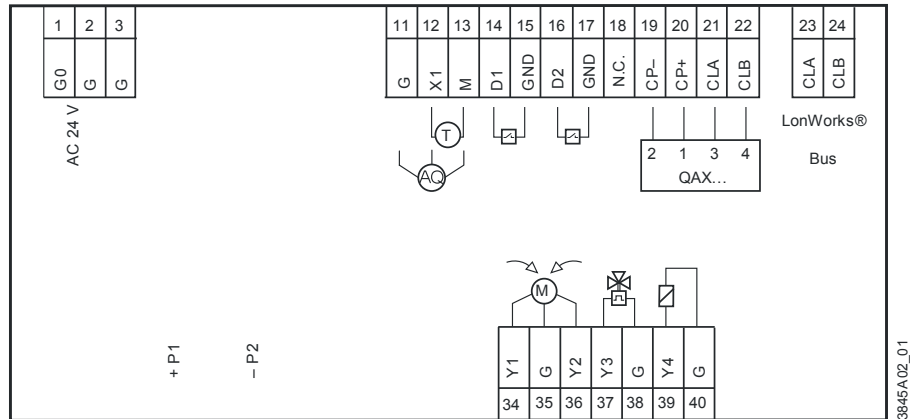 1 2 3 11 12 13 14 15 16 17 18 19 20 21 22 23 24
G0 G G G X1 M D1 GND D2 GND N.C. CP– CP+ CLA CLB CLA CLB
AC 24 V
LonWorks®
Bus
T
AQ
2 1 3 4
QAX...
M
+ P1
– P2
Y1 G Y2 Y3 G Y4 G
34 35 36 37 38 39 40
3845A02_01